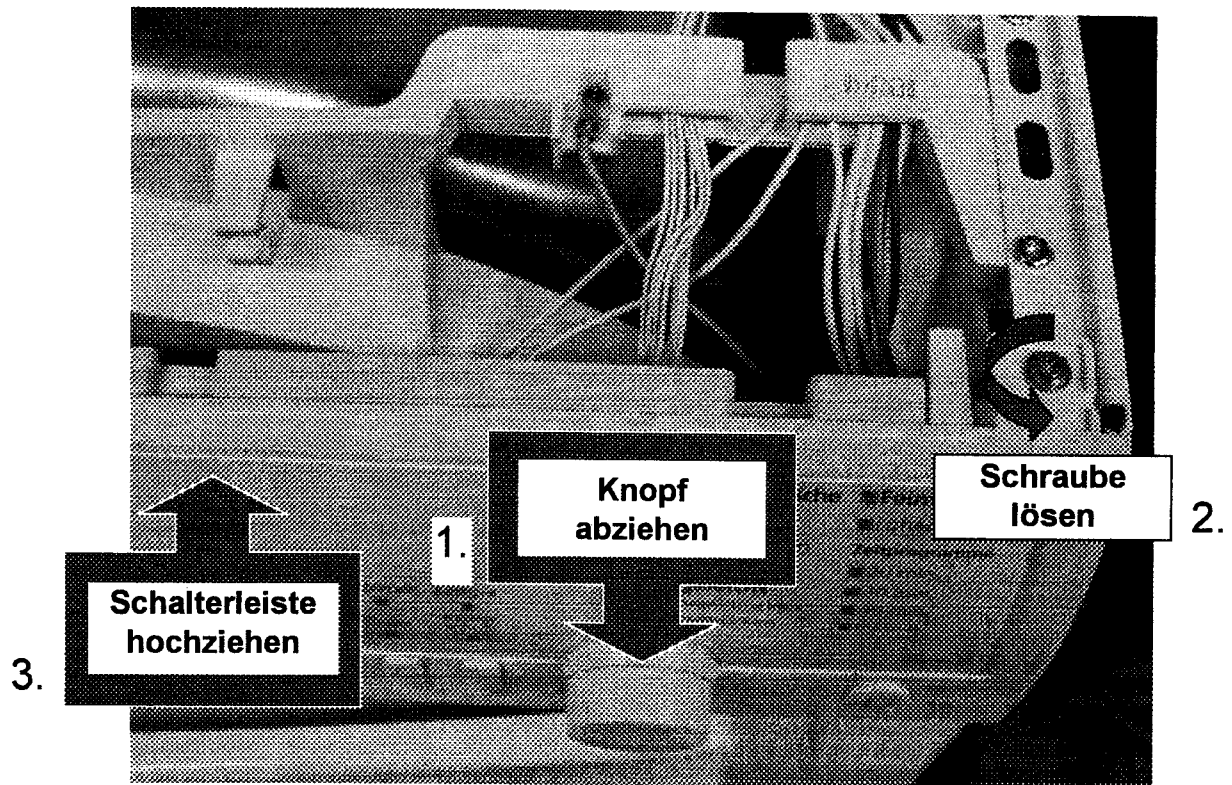 1.
Knopf
abziehen
Schraube
lösen
2.
Schalterleiste
hochziehen
3.